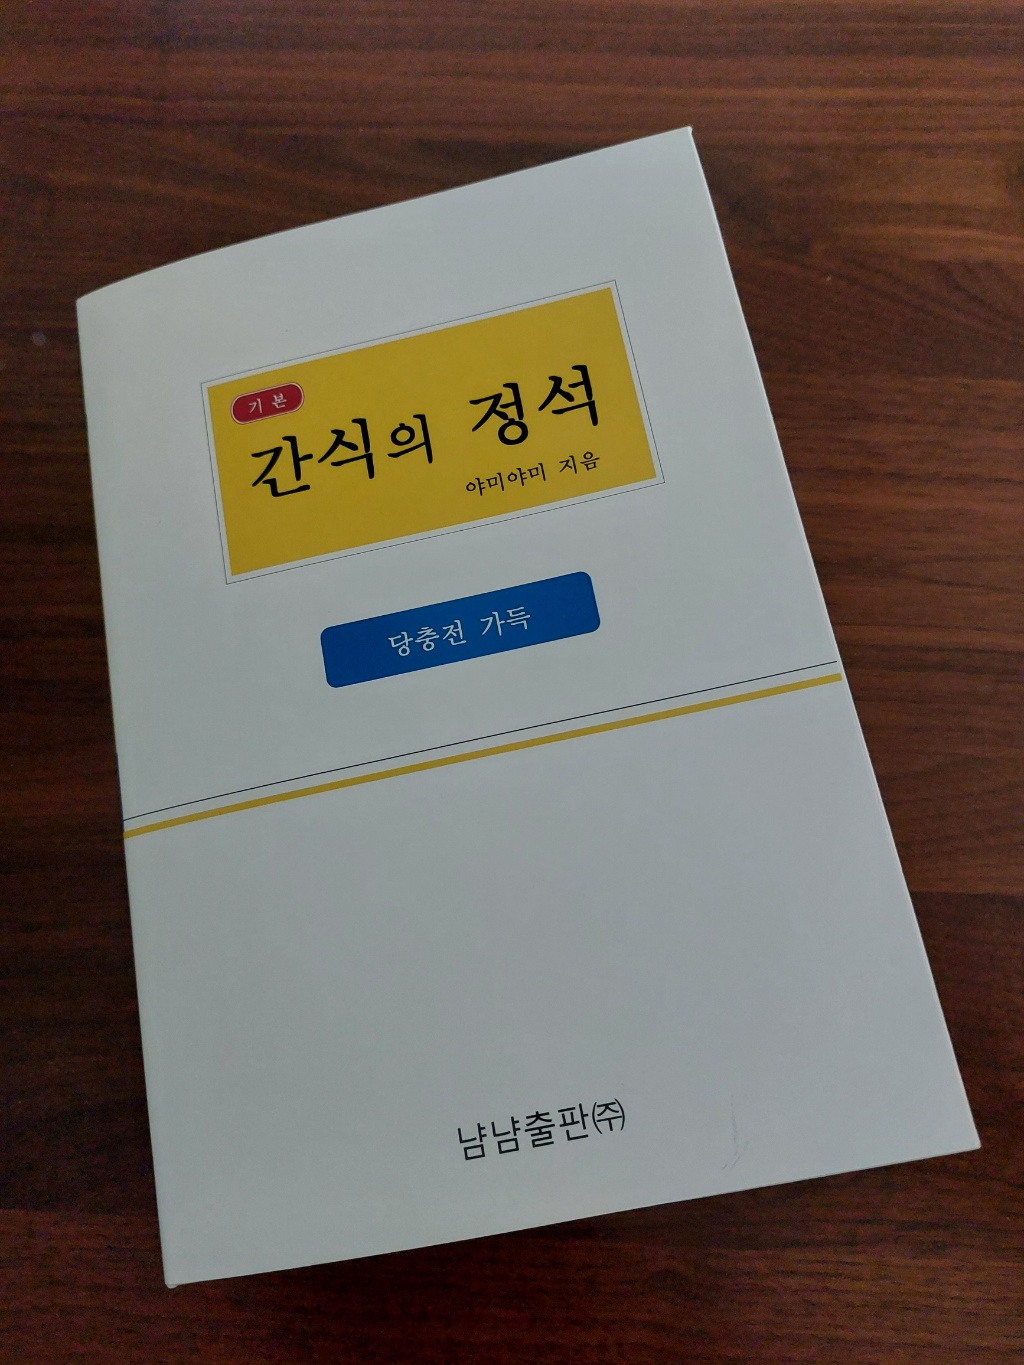 기본
간식의 정석
야미야미 지음
당충전 가득
냠냠출판㈜